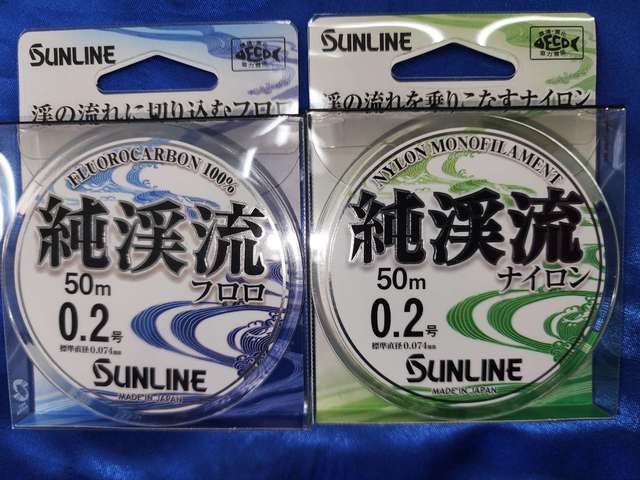 SUNLINE
渓の流れに切り込むフロロ
FLUOROCARBON 100%
純渓流
フロロ
50m
0.2号
標準直径0.074mm
SUNLINE
MADE IN JAPAN
SUNLINE
渓の流れを乗りこなすナイロン
NYLON MONOFILAMENT
純渓流
ナイロン
50m
0.2号
標準直径0.074mm
SUNLINE
MADE IN JAPAN